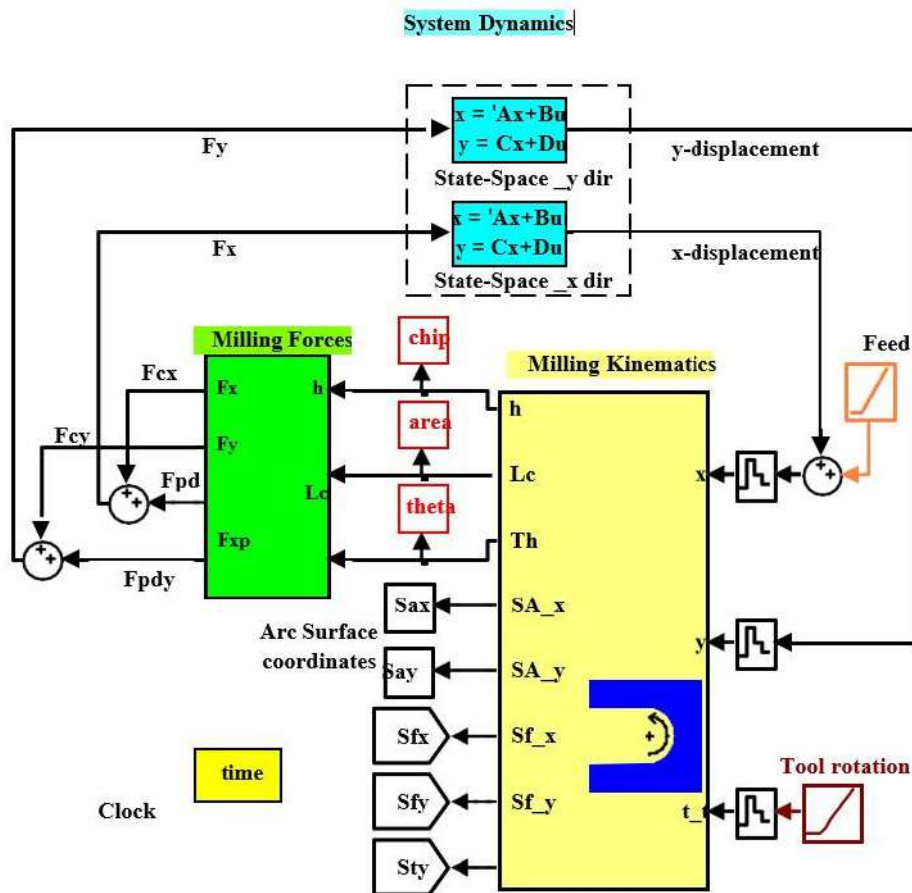 System Dynamics
x = 'Ax+Bu
y = Cx+Du
Fy
y-displacement
State-Space _y dir
x = 'Ax+Bu
y = Cx+Du
Fx
x-displacement
State-Space _x dir
Milling Forces
chip
Milling Kinematics
Feed
Fcx
Fx
h
h
area
Fcy
Fy
Fpd
Lc
Lc
x
theta
Fxp
Th
Fpdy
Sax
SA_x
Arc Surface
coordinates
Say
SA_y
y
Sfx
Sf_x
time
Tool rotation
Clock
Sfy
Sf_y
t_t
Sty